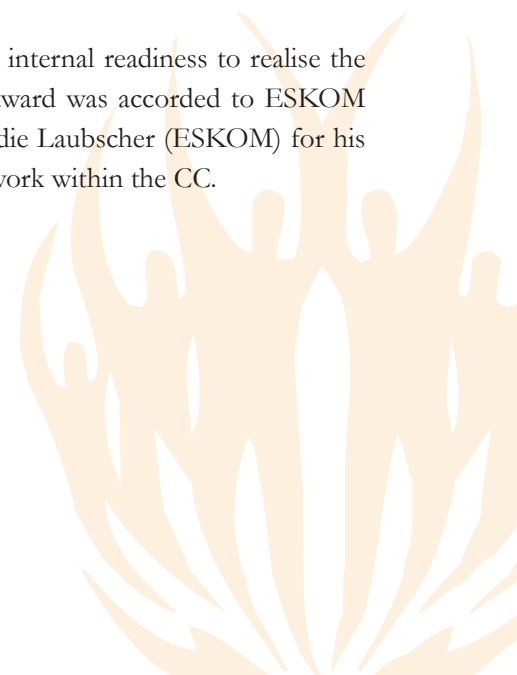 internal readiness to realise the
ward was accorded to ESKOM
die Laubscher (ESKOM) for his
work within the CC.